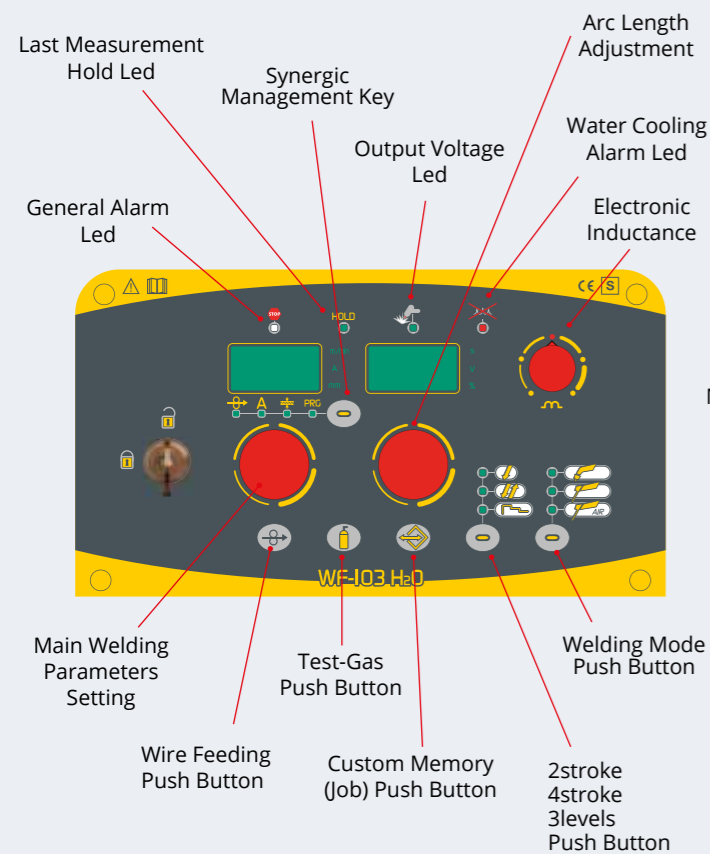 Arc Length
Adjustment
Last Measurement
Hold Led
Synergic
Management Key
Water Cooling
Alarm Led
Output Voltage
Led
General Alarm
Led
Electronic
Inductance
CE S
STOP
HOLD
A
V
%
A
PRG
AIR
WF-103 H2O
Main Welding
Parameters
Setting
Test-Gas
Push Button
Welding Mode
Push Button
Wire Feeding
Push Button
Custom Memory
(Job) Push Button
2stroke
4stroke
3levels
Push Button